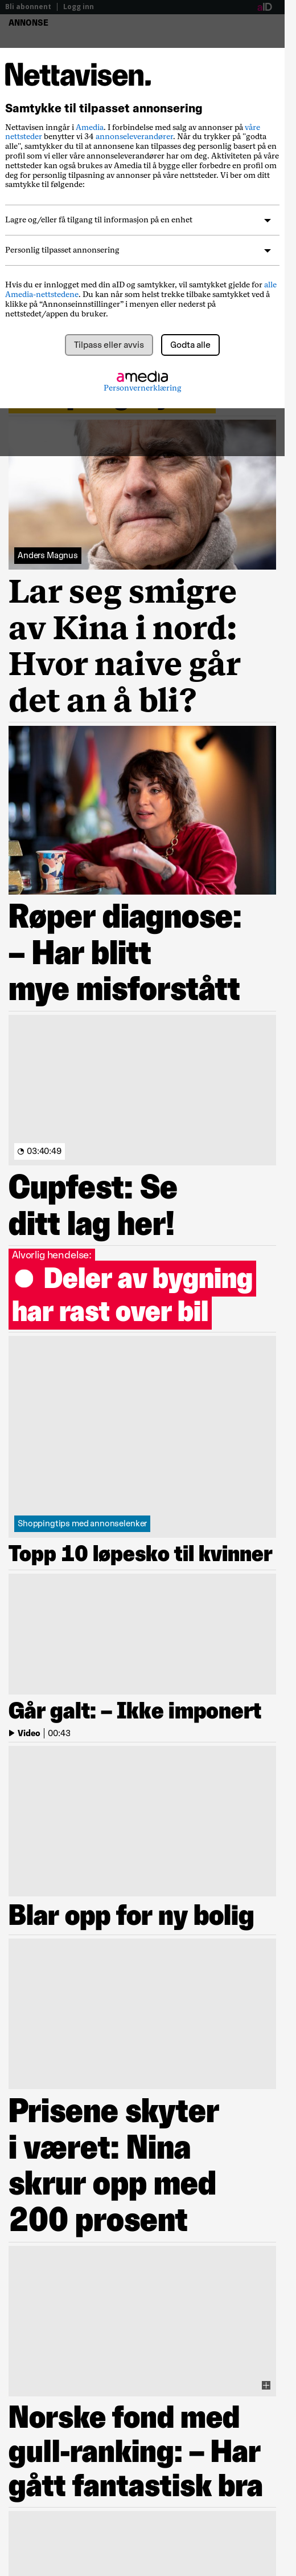 Bli abonnent | Logg inn
aID
ANNONSE
Nettavisen.
Samtykke til tilpasset annonsering
Nettavisen inngår i Amedia. I forbindelse med salg av annonser på våre
nettsteder benytter vi 34 annonseleverandører. Når du trykker på "godta
alle", samtykker du til at annonsene kan tilpasses deg personlig basert på en
profil som vi eller våre annonseleverandører har om deg. Aktiviteten på våre
nettsteder kan også brukes av Amedia til å bygge eller forbedre en profil om
deg for personlig tilpasning av annonser på våre nettsteder. Vi ber om ditt
samtykke til følgende:
Lagre og/eller få tilgang til informasjon på en enhet
Personlig tilpasset annonsering
Hvis du er innlogget med din aID og samtykker, vil samtykket gjelde for alle
Amedia-nettstedene. Du kan når som helst trekke tilbake samtykket ved å
klikke på "Annonseinnstillinger" i menyen eller nederst på
nettstedet/appen du bruker.
Tilpass eller avvis
Godta alle
amedia
Personvernerklæring
Anders Magnus
Lar seg smigre
av Kina i nord:
Hvor naive går
det an å bli?
Røper diagnose:
– Har blitt
mye misforstått
03:40:49
Cupfest: Se
ditt lag her!
Alvorlig hendelse:
Deler av bygning
har rast over bil
Shoppingtips med annonselenker
Topp 10 løpesko til kvinner
Går galt: – Ikke imponert
Video | 00:43
Blar opp for ny bolig
Prisene skyter
i været: Nina
skrur opp med
200 prosent
Norske fond med
gull-ranking: – Har
gått fantastisk bra